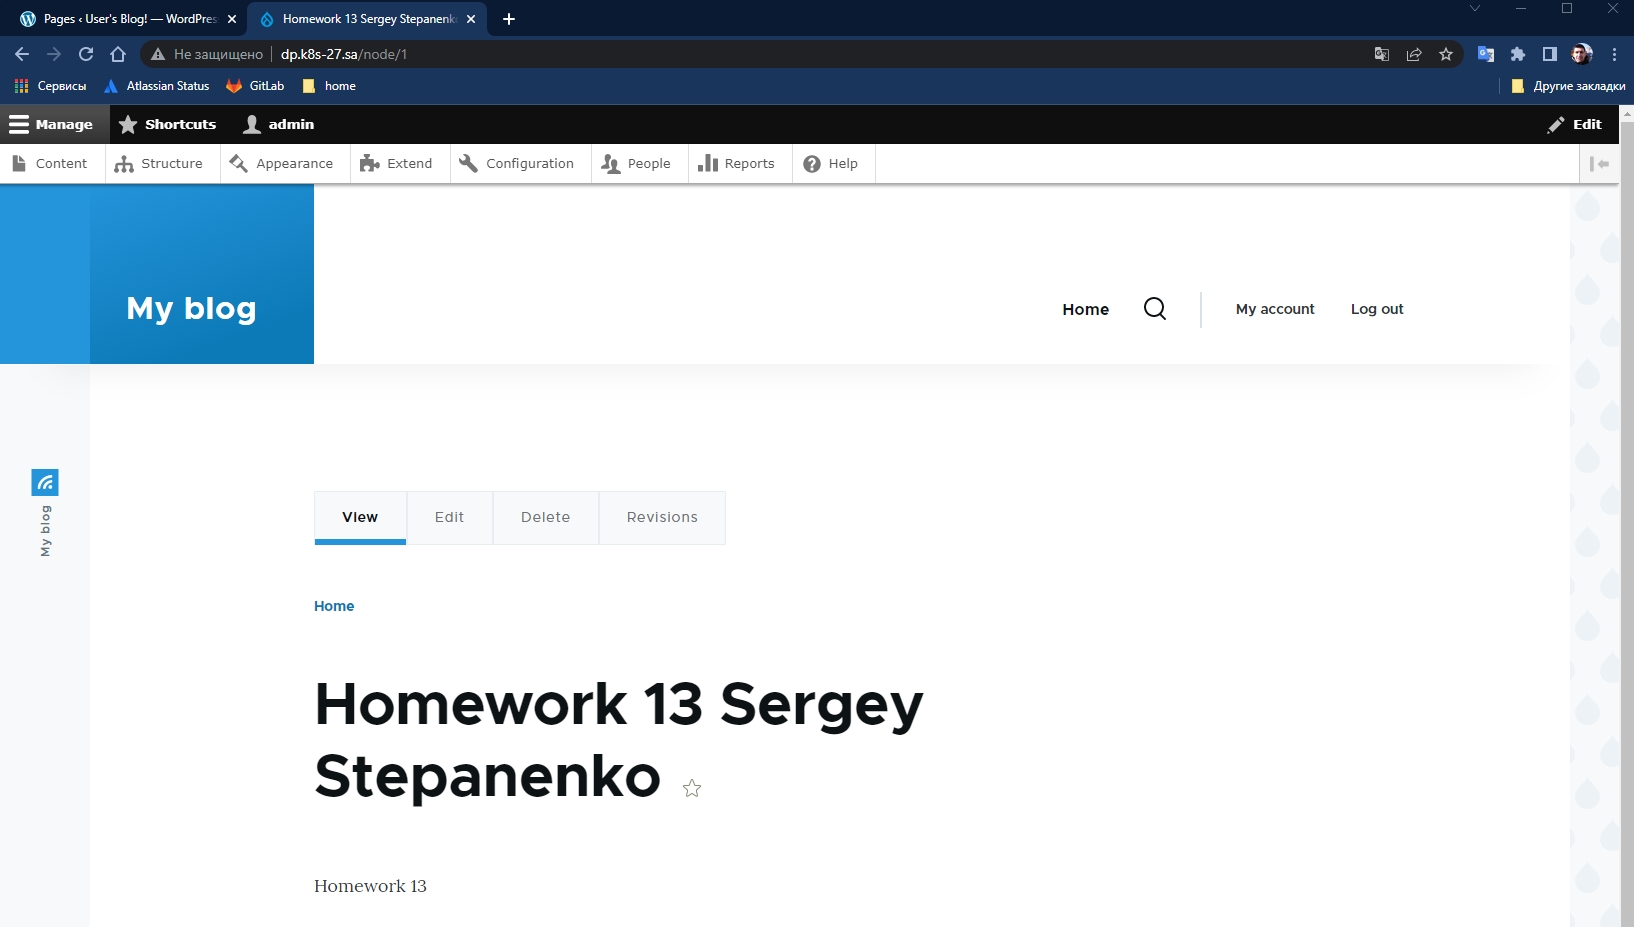 Pages ‹ User's Blog! — WordPres
Homework 13 Sergey Stepanenk
Не защищено
dp.k8s-27.sa/node/1
Сервисы
Atlassian Status
GitLab
home
Другие закладки
Manage
Shortcuts
admin
Edit
Content
Structure
Appearance
Extend
Configuration
People
Reports
Help
My blog
Home
My account
Log out
My blog
View
Edit
Delete
Revisions
Home
Homework 13 Sergey
Stepanenko
Homework 13